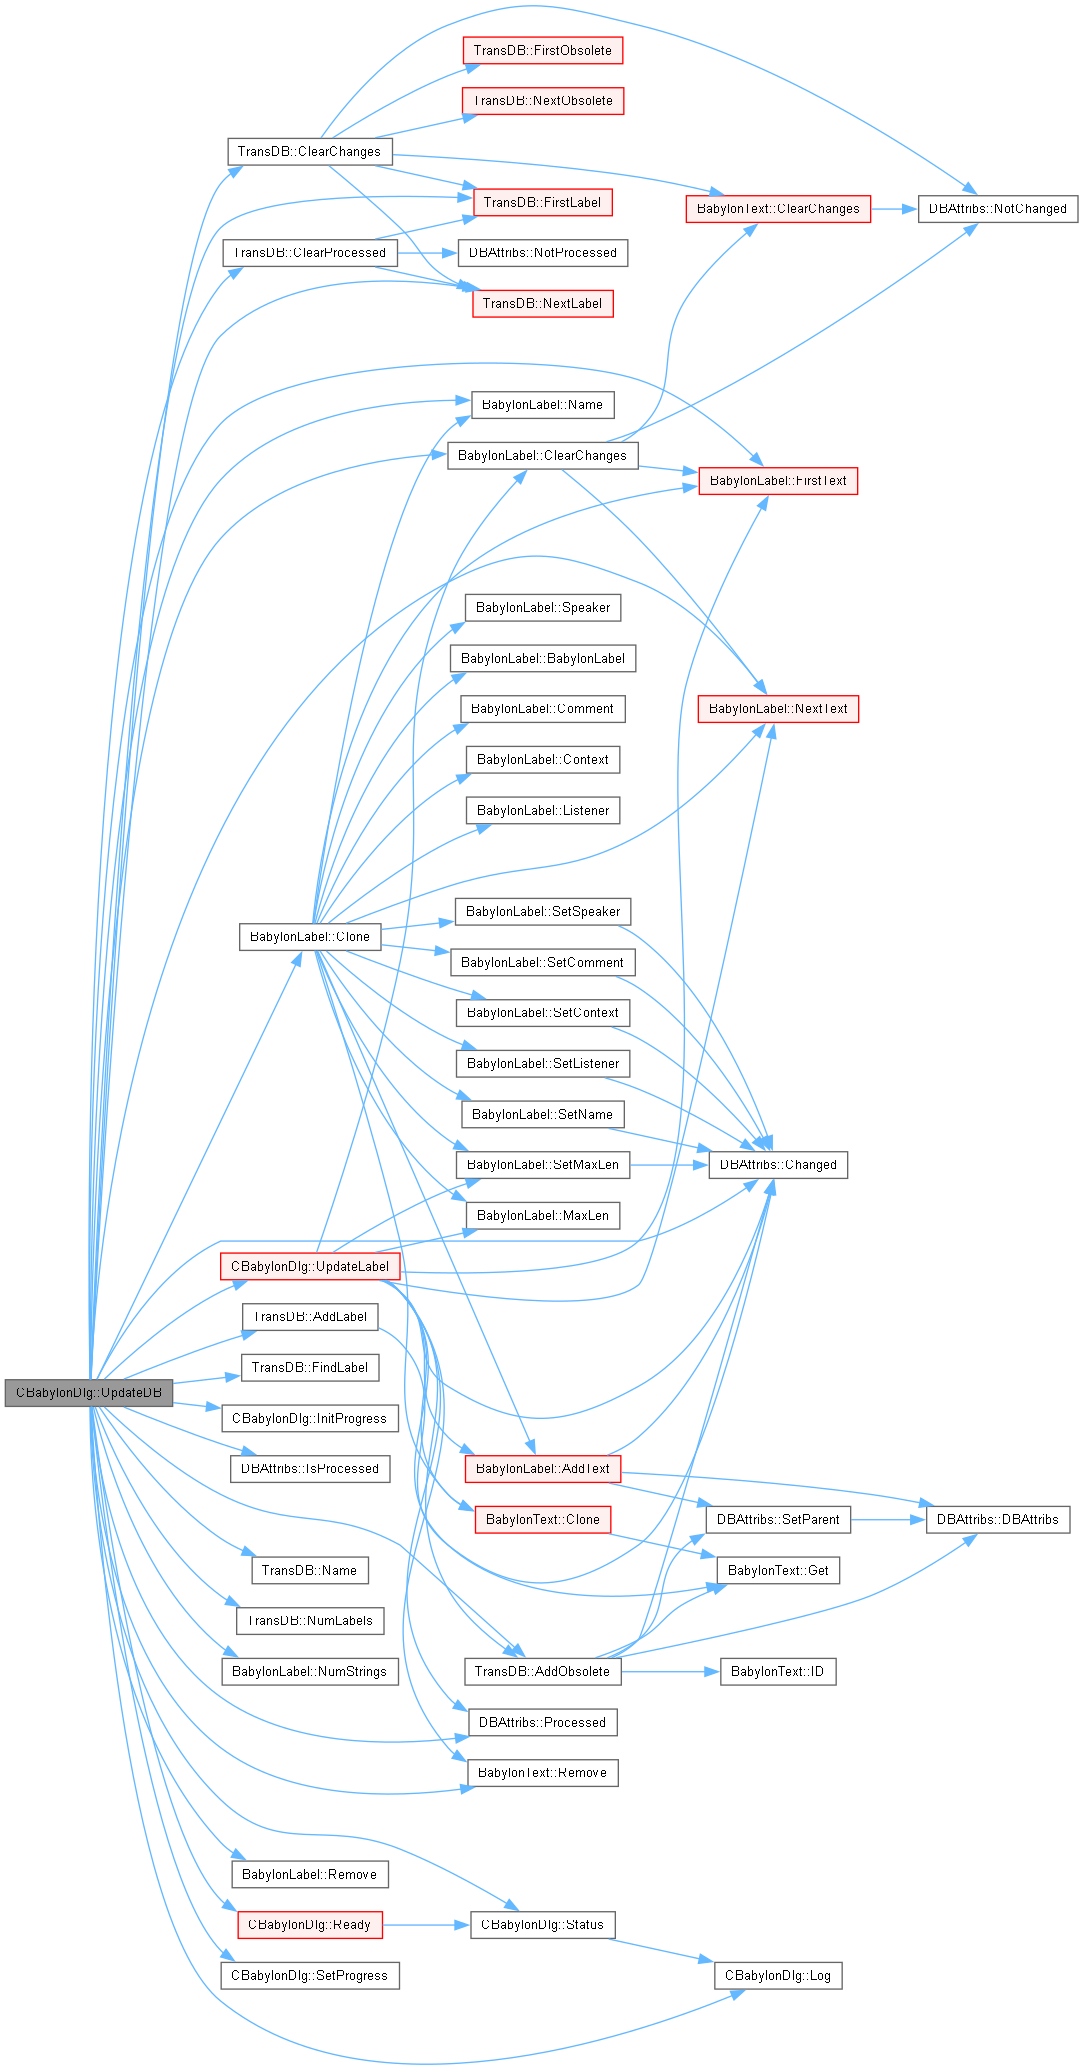 TransDB::FirstObsolete
TransDB::NextObsolete
TransDB::ClearChanges
TransDB::FirstLabel
BabylonText::ClearChanges
DBAttribs::NotChanged
TransDB::ClearProcessed
DBAttribs::NotProcessed
TransDB::NextLabel
BabylonLabel::Name
BabylonLabel::ClearChanges
BabylonLabel::FirstText
BabylonLabel::Speaker
BabylonLabel::BabylonLabel
BabylonLabel::Comment
BabylonLabel::NextText
BabylonLabel::Context
BabylonLabel::Listener
BabylonLabel::SetSpeaker
BabylonLabel::Clone
BabylonLabel::SetComment
BabylonLabel::SetContext
BabylonLabel::SetListener
BabylonLabel::SetName
BabylonLabel::SetMaxLen
DBAttribs::Changed
BabylonLabel::MaxLen
CBabylonDlg::UpdateLabel
TransDB::AddLabel
TransDB::FindLabel
CBabylonDlg::UpdateDB
CBabylonDlg::InitProgress
DBAttribs::IsProcessed
BabylonLabel::AddText
BabylonText::Clone
DBAttribs::SetParent
DBAttribs::DBAttribs
TransDB::Name
BabylonText::Get
TransDB::NumLabels
BabylonLabel::NumStrings
TransDB::AddObsolete
BabylonText::ID
DBAttribs::Processed
BabylonText::Remove
BabylonLabel::Remove
CBabylonDlg::Ready
CBabylonDlg::Status
CBabylonDlg::SetProgress
CBabylonDlg::Log